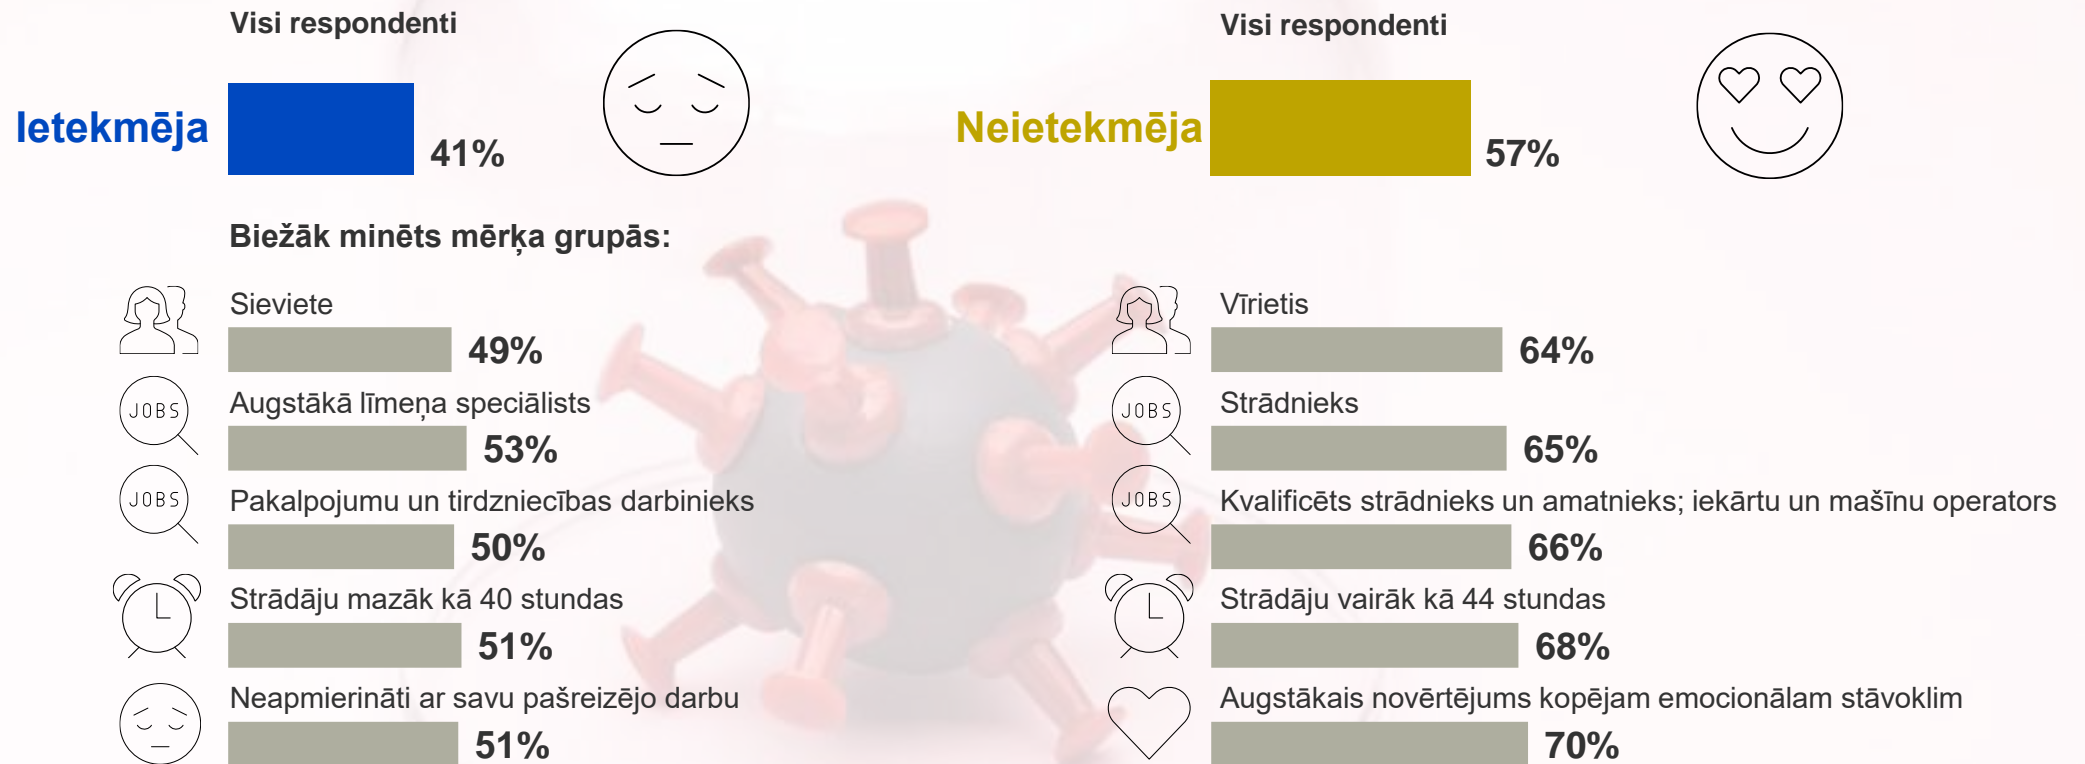 Visi respondenti
Ietekmēja
41%
Biežāk minēts mērķa grupās:
Sieviete
49%
JOBS
Augstākā līmeņa speciālists
53%
JOBS
Pakalpojumu un tirdzniecības darbinieks
50%
Strādāju mazāk kā 40 stundas
51%
Neapmierināti ar savu pašreizējo darbu
51%
Visi respondenti
Neietekmēja
57%
Vīrietis
64%
JOBS
Strādnieks
65%
JOBS
Kvalificēts strādnieks un amatnieks; iekārtu un mašīnu operators
66%
Strādāju vairāk kā 44 stundas
68%
Augstākais novērtējums kopējam emocionālam stāvoklim
70%